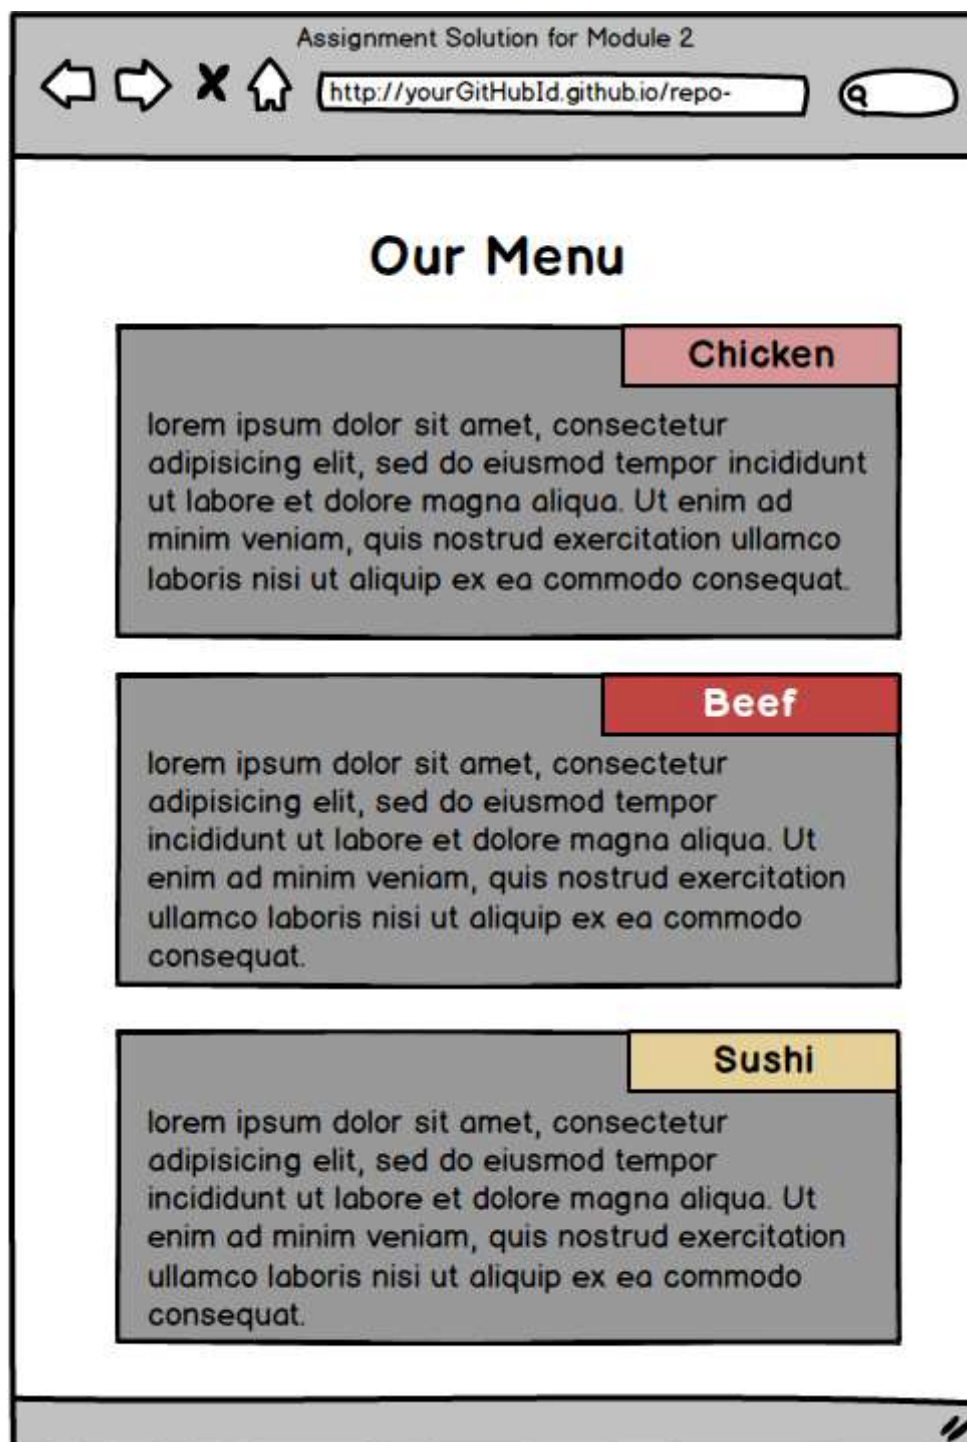 Assignment Solution for Module 2
http://yourGitHubId.github.io/repo-
Our Menu
Chicken
lorem ipsum dolor sit amet, consectetur
adipisicing elit, sed do eiusmod tempor incididunt
ut labore et dolore magna aliqua. Ut enim ad
minim veniam, quis nostrud exercitation ullamco
laboris nisi ut aliquip ex ea commodo consequat.
Beef
lorem ipsum dolor sit amet, consectetur
adipisicing elit, sed do eiusmod tempor
incididunt ut labore et dolore magna aliqua. Ut
enim ad minim veniam, quis nostrud exercitation
ullamco laboris nisi ut aliquip ex ea commodo
consequat.
Sushi
lorem ipsum dolor sit amet, consectetur
adipisicing elit, sed do eiusmod tempor
incididunt ut labore et dolore magna aliqua. Ut
enim ad minim veniam, quis nostrud exercitation
ullamco laboris nisi ut aliquip ex ea commodo
consequat.